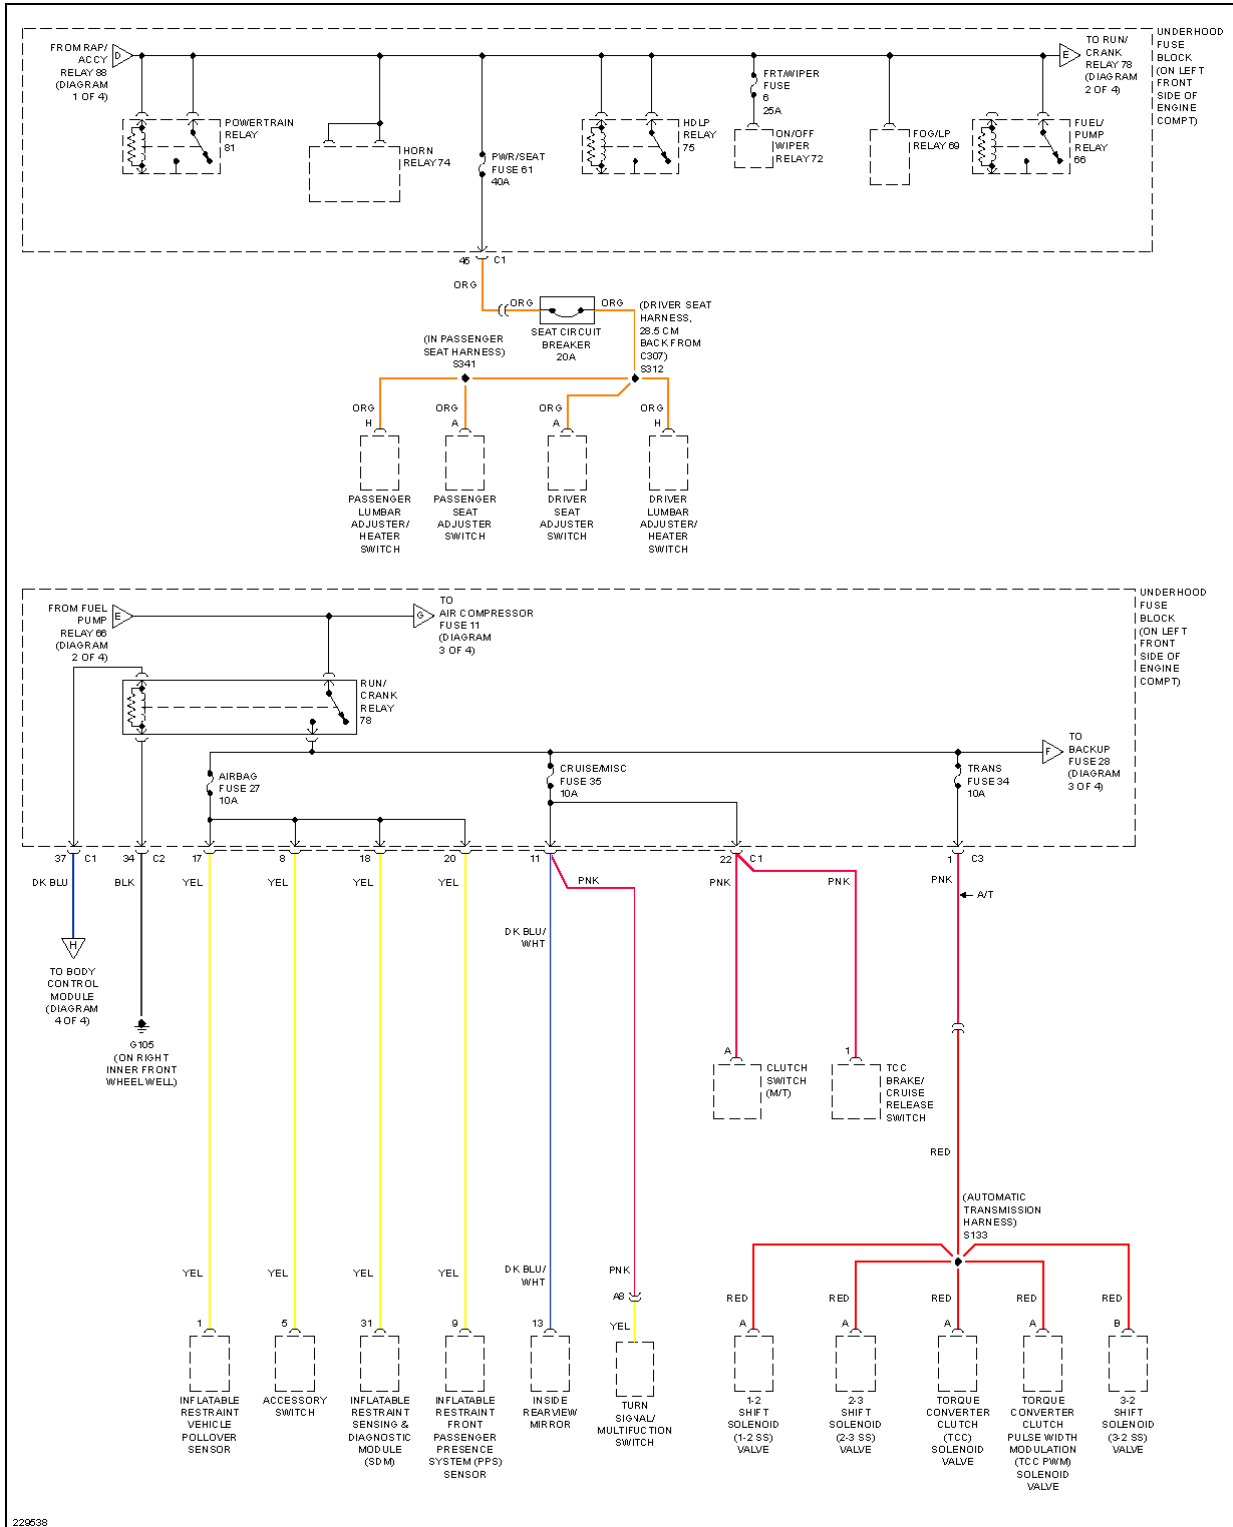 FROM RAP/
ACCY
RELAY 88
(DIAGRAM
1 OF 4)
D
POWERTRAIN
RELAY
81
HORN
RELAY 74
PWR/SEAT
FUSE 61
40A
HDLP
RELAY
75
FRT/WIPER
FUSE
6
25A
ON/OFF
WIPER
RELAY 72
FOG/LP
RELAY 69
FUEL/
PUMP
RELAY
66
E
TO RUN/
CRANK
RELAY 78
(DIAGRAM
2 OF 4)
UNDERHOOD
FUSE
BLOCK
(ON LEFT
FRONT
SIDE OF
ENGINE
COMPT)
45 C1
ORG
ORG
ORG
SEAT CIRCUIT
BREAKER
20A
(DRIVER SEAT
HARNESS,
28.5 CM
BACK FROM
C307)
S312
(IN PASSENGER
SEAT HARNESS)
S341
ORG
H
ORG
A
ORG
A
ORG
H
PASSENGER
LUMBAR
ADJUSTER/
HEATER
SWITCH
PASSENGER
SEAT
ADJUSTER
SWITCH
DRIVER
SEAT
ADJUSTER
SWITCH
DRIVER
LUMBAR
ADJUSTER/
HEATER
SWITCH
FROM FUEL
PUMP
RELAY 66
(DIAGRAM
2 OF 4)
E
G
TO
AIR COMPRESSOR
FUSE 11
(DIAGRAM
3 OF 4)
UNDERHOOD
FUSE
BLOCK
(ON LEFT
FRONT
SIDE OF
ENGINE
COMPT)
RUN/
CRANK
RELAY
78
AIRBAG
FUSE 27
10A
CRUISE/MISC
FUSE 35
10A
TRANS
FUSE 34
10A
F
TO
BACKUP
FUSE 28
(DIAGRAM
3 OF 4)
37 C1 34 C2 17 8 18 20 11 22 C1 1 C3
DK BLU
BLK
YEL
YEL
YEL
YEL
PNK
PNK
PNK
PNK
A/T
DK BLU/
WHT
H
TO BODY
CONTROL
MODULE
(DIAGRAM
4 OF 4)
G105
(ON RIGHT
INNER FRONT
WHEEL WELL)
A
CLUTCH
SWITCH
(M/T)
1
TCC
BRAKE/
CRUISE
RELEASE
SWITCH
RED
(AUTOMATIC
TRANSMISSION
HARNESS)
S133
YEL
YEL
YEL
YEL
DK BLU/
WHT
PNK
A8
YEL
RED
RED
RED
RED
RED
1
5
31
9
13
A
A
A
A
B
INFLATABLE
RESTRAINT
VEHICLE
POLLOVER
SENSOR
ACCESSORY
SWITCH
INFLATABLE
RESTRAINT
SENSING &
DIAGNOSTIC
MODULE
(SDM)
INFLATABLE
RESTRAINT
FRONT
PASSENGER
PRESENCE
SYSTEM (PPS)
SENSOR
INSIDE
REARVIEW
MIRROR
TURN
SIGNAL/
MULTIFUCTION
SWITCH
1-2
SHIFT
SOLENOID
(1-2 SS)
VALVE
2-3
SHIFT
SOLENOID
(2-3 SS)
VALVE
TORQUE
CONVERTER
CLUTCH
(TCC)
SOLENOID
VALVE
TORQUE
CONVERTER
CLUTCH
PULSE WIDTH
MODULATION
(TCC PWM)
SOLENOID
VALVE
3-2
SHIFT
SOLENOID
(3-2 SS)
VALVE
229538